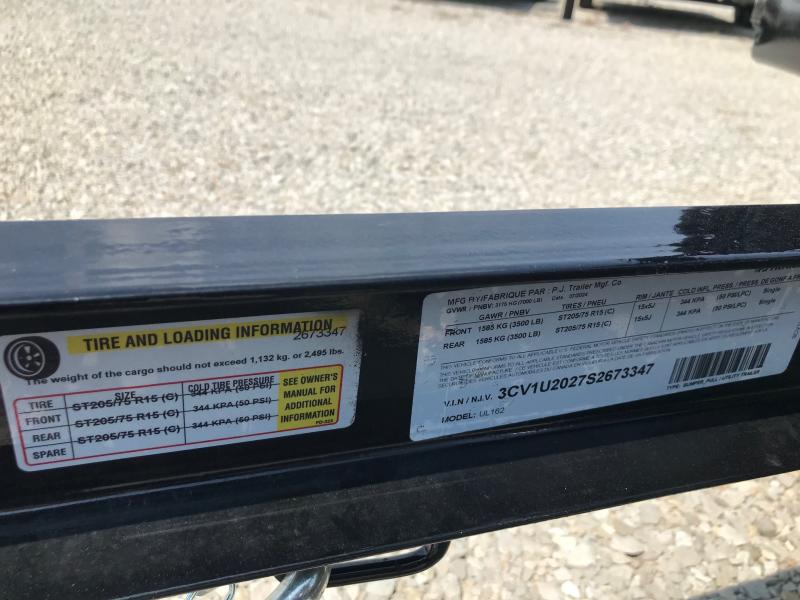 TIRE AND LOADING INFORMATION
2673347
The weight of the cargo should not exceed 1,132 kg. or 2,495 lbs.
TIRE SIZE COLD TIRE PRESSURE
FRONT ST205/75 R15 (C) 344 KPA (50 PSI)
REAR ST205/75 R15 (C) 344 KPA (50 PSI)
SPARE ST205/75 R15 (C) 344 KPA (50 PSI)
SEE OWNER'S
MANUAL FOR
ADDITIONAL
INFORMATION
MFG BY/FABRIQUE PAR : P.J. Trailer Mfg. Co
GVWR / PNBV: 3175 KG (7000 LB) Date: 07/2024
GAWR / PNBV TIRES / PNEU RIM / JANTE COLD INFL. PRESS. / PRESS. DE GONF A
FRONT 1585 KG (3500 LB) ST205/75 R15 (C) 15x5J 344 KPA (50 PSI/LPC) Single
REAR 1585 KG (3500 LB) ST205/75 R15 (C) 15x5J 344 KPA (50 PSI/LPC) Single
V.I.N / N.I.V. 3CV1U2027S2673347
TYPE: BUMPER_PULL / UTILITY TRAILER
MODEL: UL162